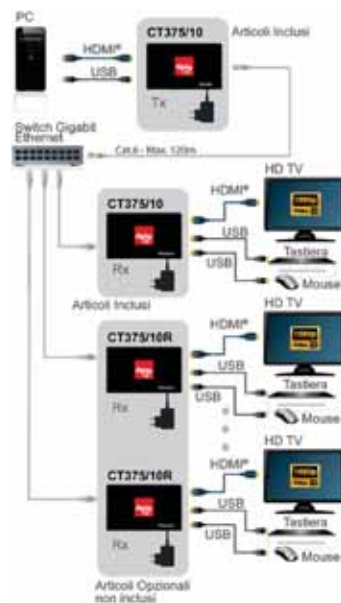 PC
HDMI®
USB
CT375/10
Tx
Articoli Inclusi
Switch Gigabit
Ethernet
Cat.6 - Max. 120m
CT375/10
Rx
Articoli Inclusi
HDMI®
USB
USB
HD TV
Tastiera
Mouse
CT375/10R
Rx
HDMI®
USB
USB
HD TV
Tastiera
Mouse
CT375/10R
Rx
HDMI®
USB
USB
HD TV
Tastiera
Mouse
Articoli Opzionali
non inclusi